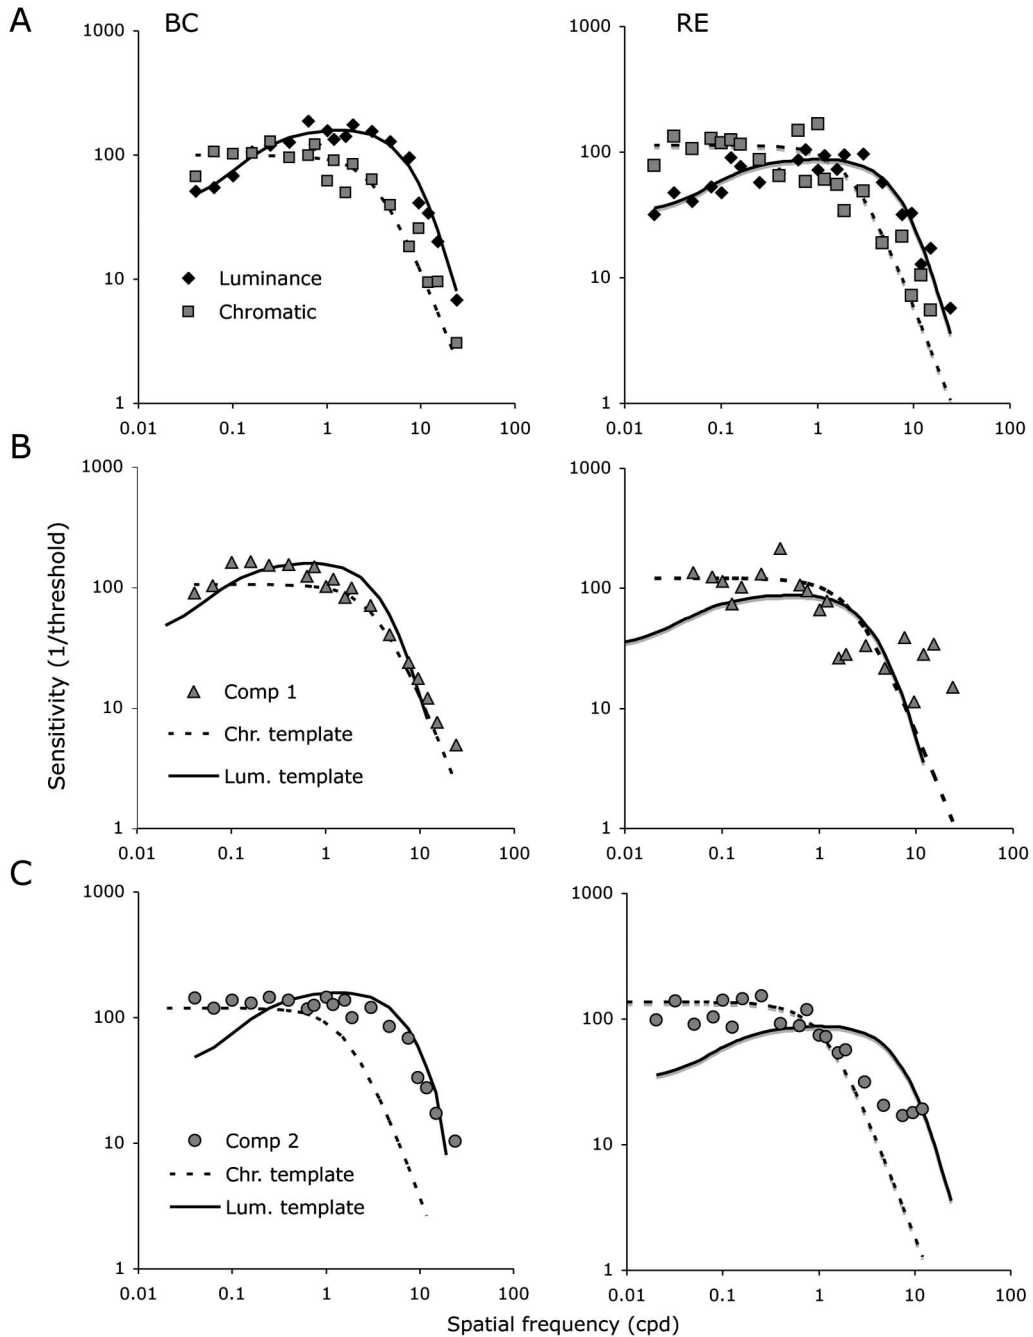 A
BC
RE
1000
100
10
1
0.01 0.1 1 10 100
Luminance
Chromatic
1000
100
10
1
0.01 0.1 1 10 100
B
Sensitivity (1/threshold)
1000
100
10
1
0.01 0.1 1 10 100
Comp 1
Chr. template
Lum. template
1000
100
10
1
0.01 0.1 1 10 100
C
1000
100
10
1
0.01 0.1 1 10 100
Comp 2
Chr. template
Lum. template
1000
100
10
1
0.01 0.1 1 10 100
Spatial frequency (cpd)